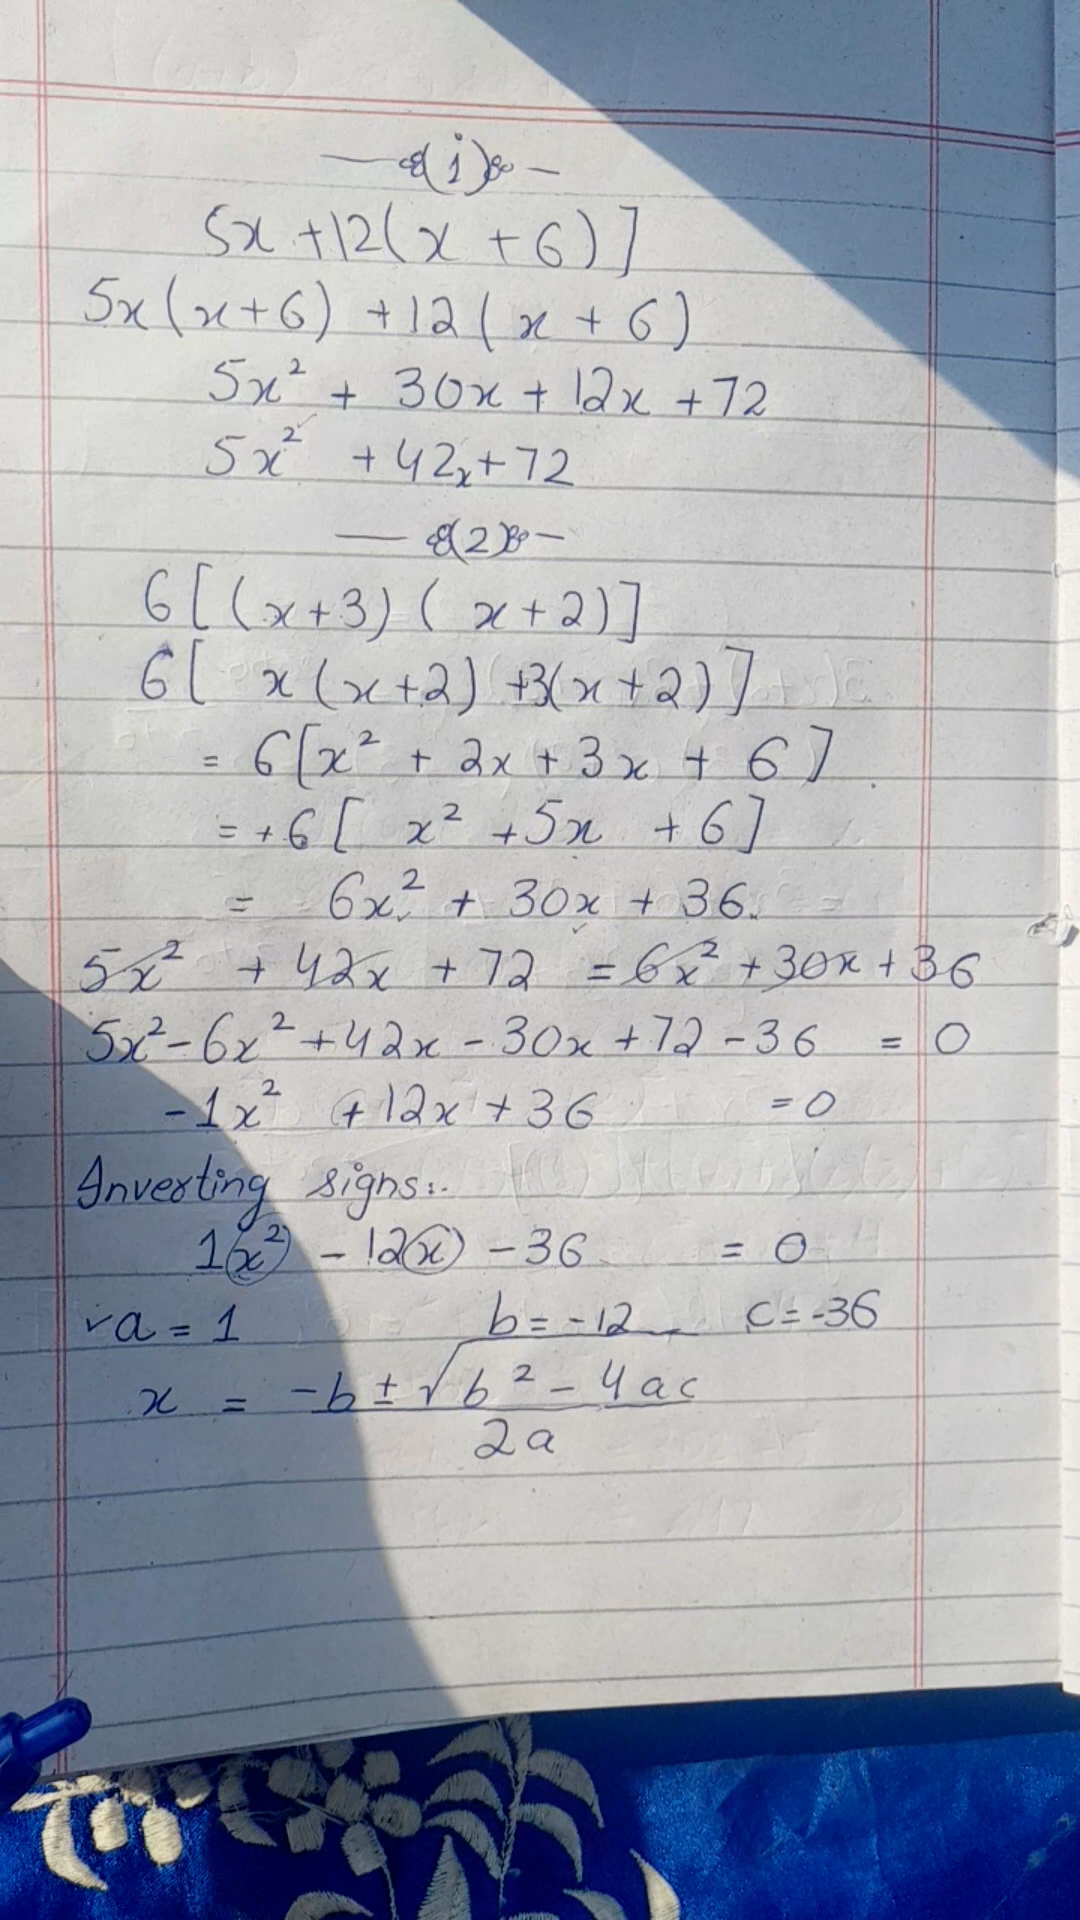 (1)
5x +12(x + 6)]
5x(x+6) +12(x + 6)
5x² + 30x + 12x +72
5x² +42x+72
(2)
6[(x+3)(x+2)]
6[ x(x+2) +3(x+2)]
= 6[x² + 2x + 3x + 6]
= +6[ x² +5x +6]
= 6x² + 30x + 36
5x² + 42x + 72 = 6x² +30x+36
5x²-6x²+42x-30x+72-36 = 0
-1x² +12x+36 =0
Inverting signs:.
1(x²) - 12(x) - 36 = 0
a = 1 b = -12 c = -36
x = -b ± √b² - 4ac
2a